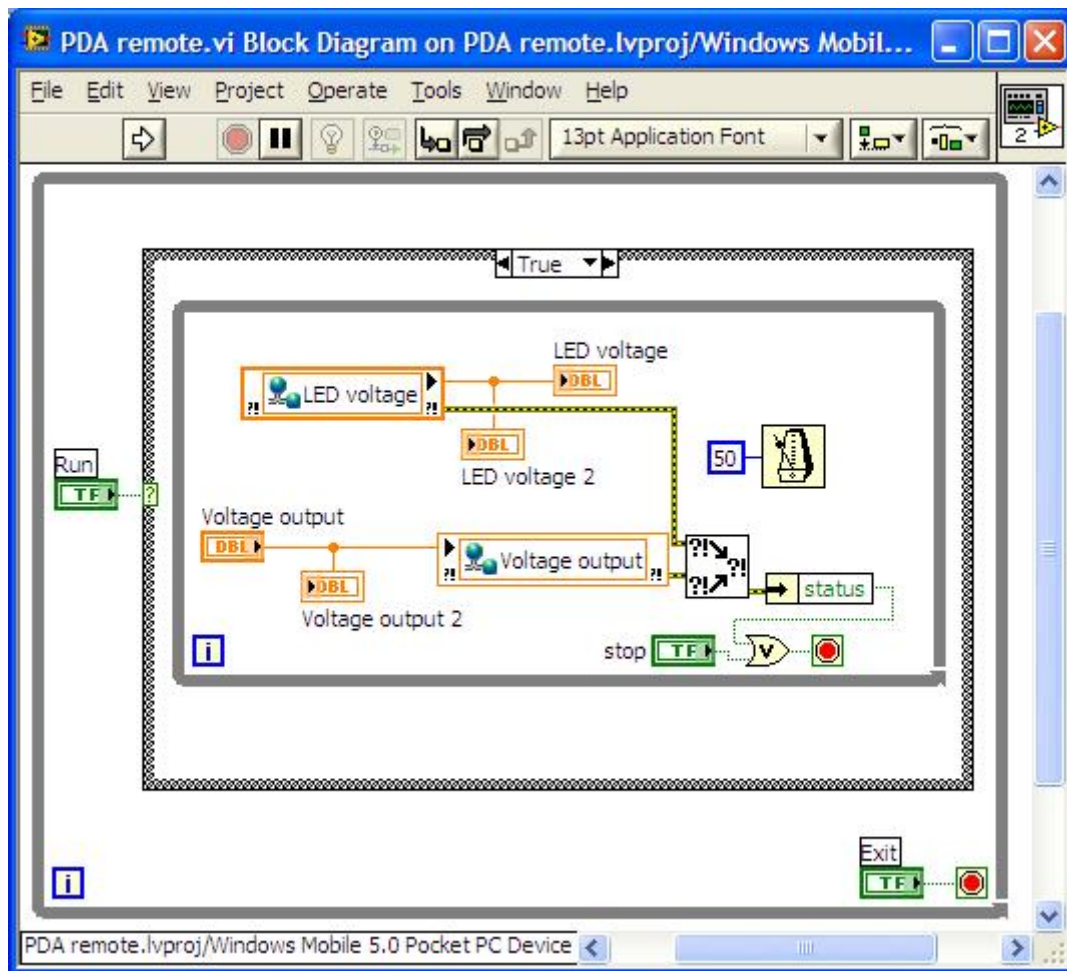 PDA remote.vi Block Diagram on PDA remote.lvproj/Windows Mobil...
File Edit View Project Operate Tools Window Help
13pt Application Font
2
True
LED voltage
LED voltage
DBL
?! ?!
DBL
LED voltage 2
50
Run
TF
?
Voltage output
DBL
Voltage output
?! ?!
DBL
Voltage output 2
?! ?!
?!
status
stop TF V
i
Exit
TF
i
PDA remote.lvproj/Windows Mobile 5.0 Pocket PC Device